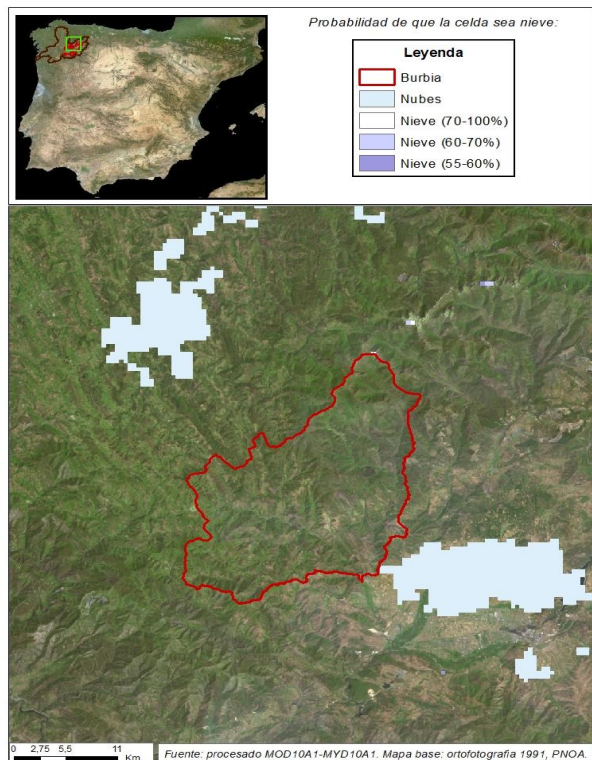 Probabilidad de que la celda sea nieve:
Leyenda
Burbia
Nubes
Nieve (70-100%)
Nieve (60-70%)
Nieve (55-60%)
0 2,75 5,5 11
Km
Fuente: procesado MOD10A1-MYD10A1. Mapa base: ortofotografia 1991, PNOA.